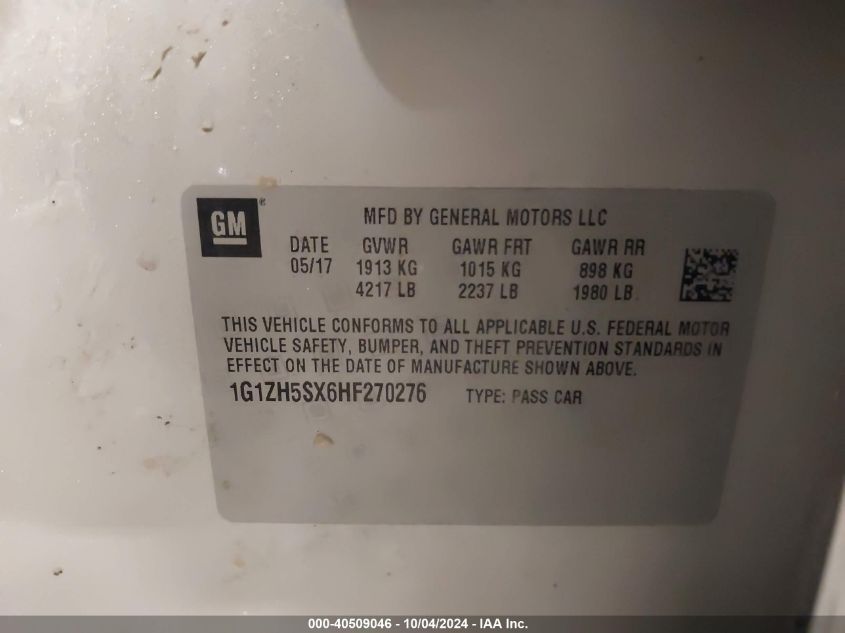 GM ®
MFD BY GENERAL MOTORS LLC
DATE GVWR GAWR FRT GAWR RR
05/17 1913 KG 1015 KG 898 KG
4217 LB 2237 LB 1980 LB
THIS VEHICLE CONFORMS TO ALL APPLICABLE U.S. FEDERAL MOTOR
VEHICLE SAFETY, BUMPER, AND THEFT PREVENTION STANDARDS IN
EFFECT ON THE DATE OF MANUFACTURE SHOWN ABOVE.
1G1ZH5SX6HF270276 TYPE: PASS CAR
000-40509046 - 10/04/2024 - IAA Inc.